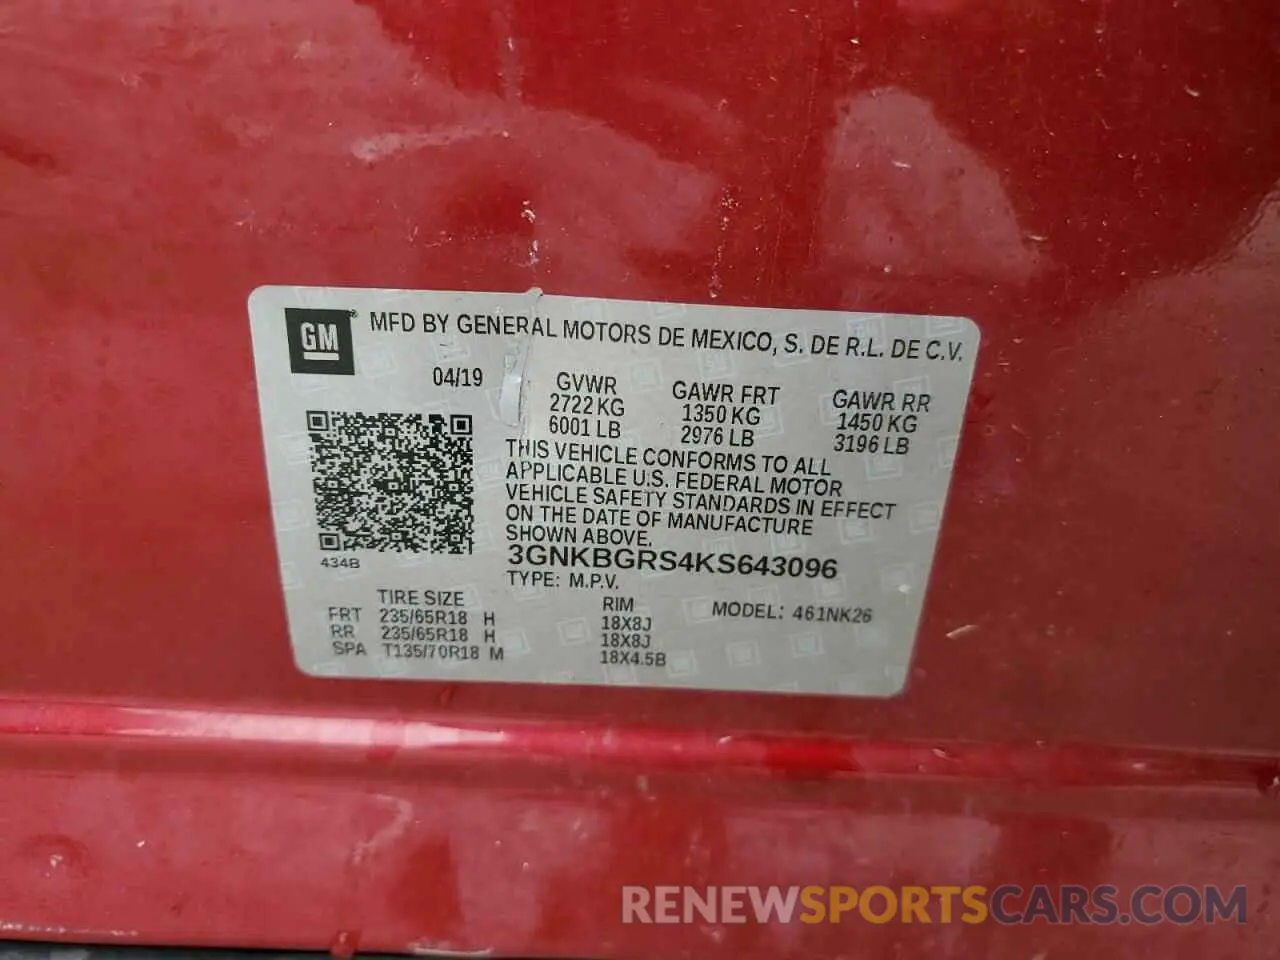 GM ® MFD BY GENERAL MOTORS DE MEXICO, S. DE R.L. DE C.V.
04/19
GVWR
2722 KG
6001 LB
GAWR FRT
1350 KG
2976 LB
GAWR RR
1450 KG
3196 LB
THIS VEHICLE CONFORMS TO ALL
APPLICABLE U.S. FEDERAL MOTOR
VEHICLE SAFETY STANDARDS IN EFFECT
ON THE DATE OF MANUFACTURE
SHOWN ABOVE.
434B
3GNKBGRS4KS643096
TYPE: M.P.V.
MODEL: 461NK26
TIRE SIZE RIM
FRT 235/65R18 H 18X8J
RR 235/65R18 H 18X8J
SPA T135/70R18 M 18X4.5B
RENEWSPORTSCARS.COM